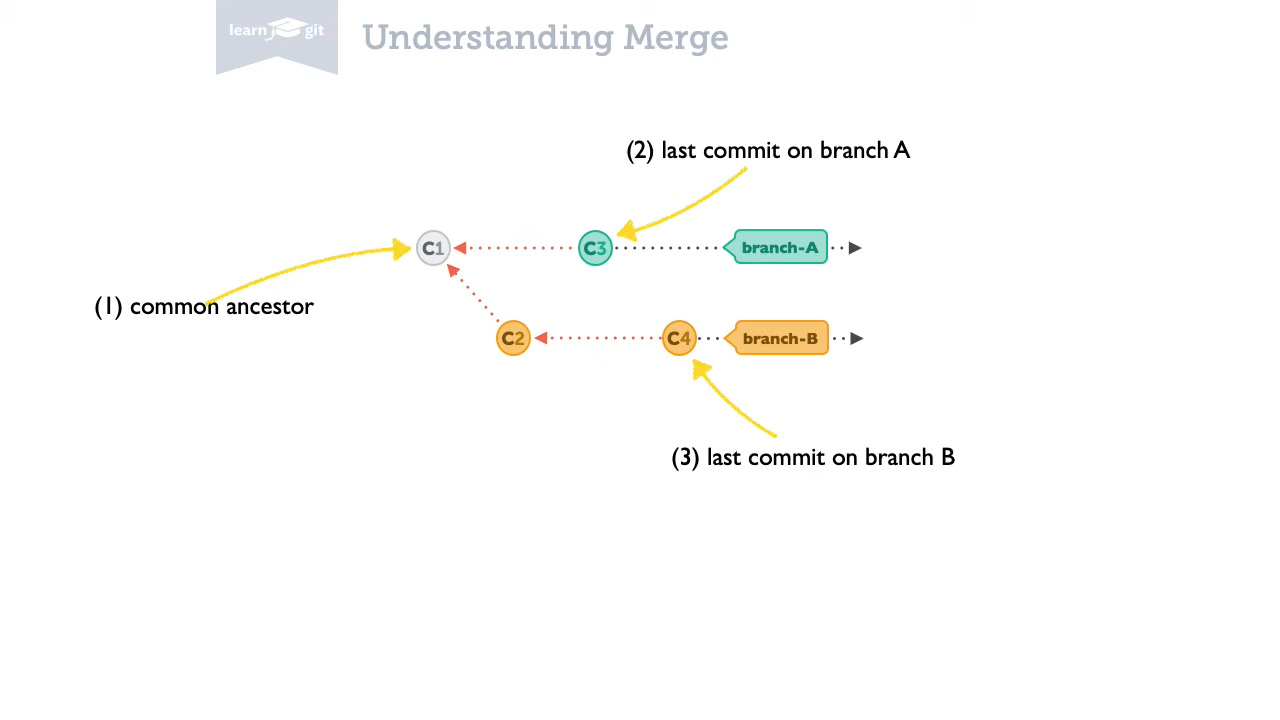 learn git
Understanding Merge
(2) last commit on branch A
C1
C3
branch-A
(1) common ancestor
C2
C4
branch-B
(3) last commit on branch B